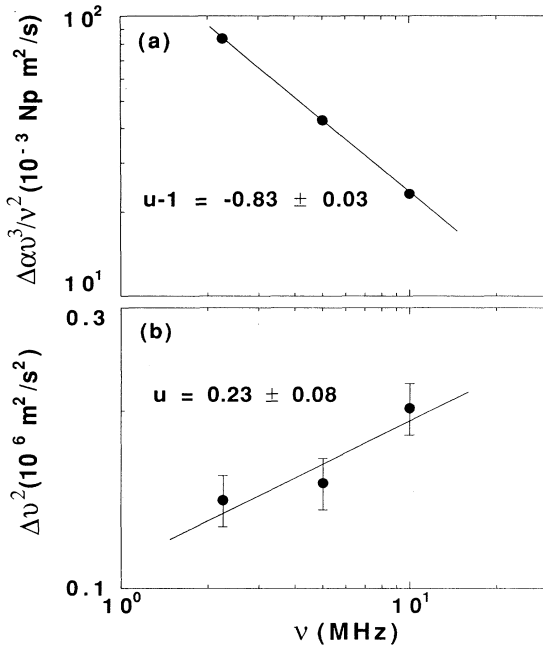 10²
(a)
Δαυ³/ν²(10⁻³ Np m²/s)
u-1 = -0.83 ± 0.03
10¹
0.3
(b)
u = 0.23 ± 0.08
Δυ²(10⁶ m²/s²)
0.1
10⁰ 10¹
ν (MHz)